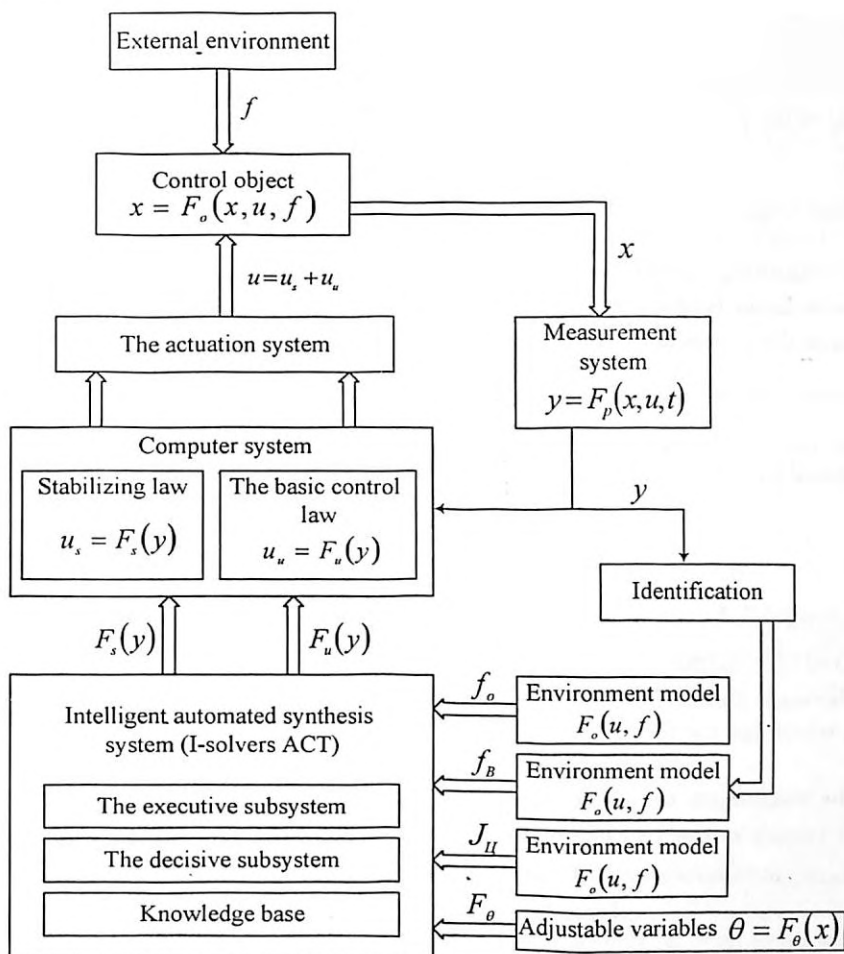 External environment
f
Control object
x = F_o(x, u, f)
x
u=u_s+u_u
The actuation system
Measurement
system
y=F_p(x,u,t)
Computer system
Stabilizing law
u_s = F_s(y)
The basic control
law
u_u = F_u(y)
y
Identification
F_s(y)
F_u(y)
Intelligent automated synthesis
system (I-solvers ACT)
The executive subsystem
The decisive subsystem
Knowledge base
f_o
Environment model
F_o(u, f)
f_B
Environment model
F_o(u, f)
J_Ц
Environment model
F_o(u, f)
F_θ
Adjustable variables θ = F_θ(x)